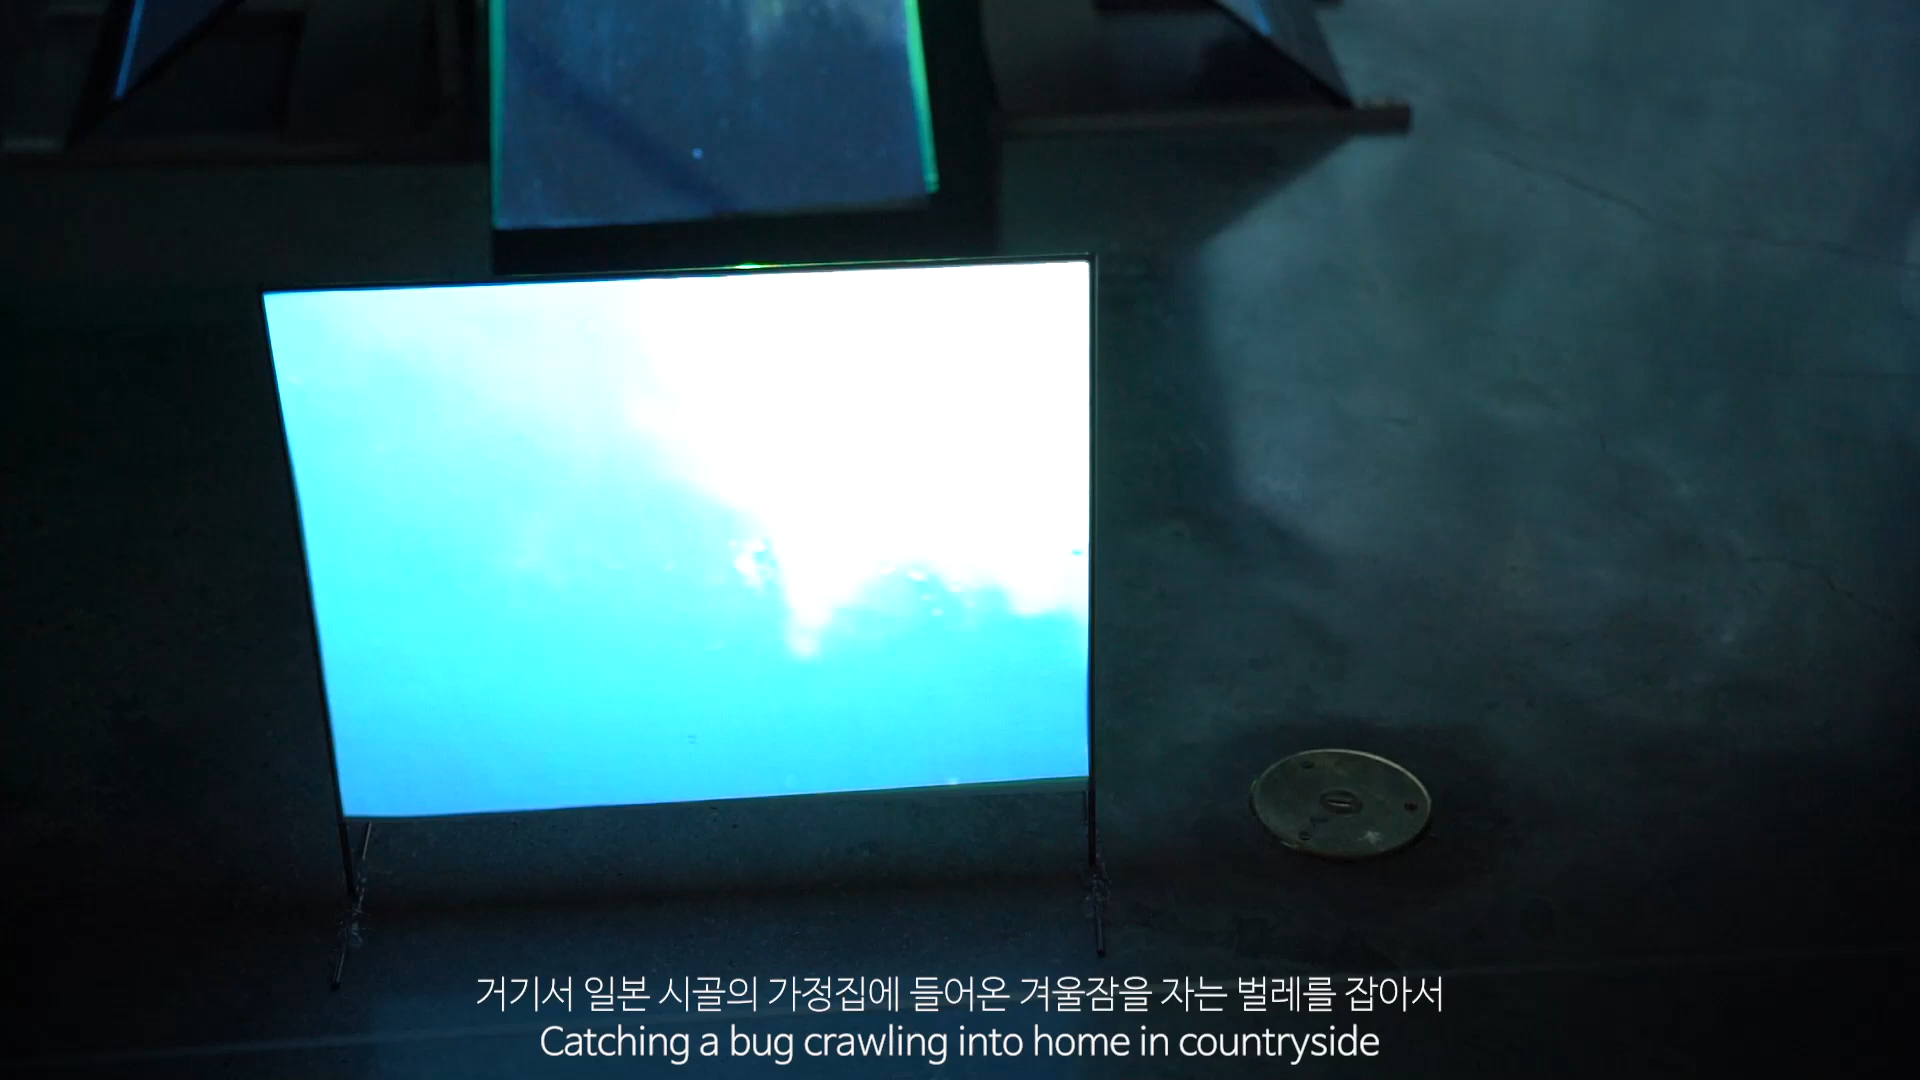 거기서 일본 시골의 가정집에 들어온 겨울잠을 자는 벌레를 잡아서
Catching a bug crawling into home in countryside